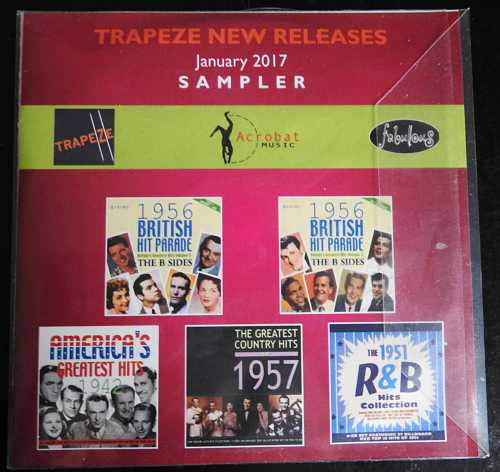 TRAPEZE NEW RELEASES
January 2017
SAMPLER
TRAPEZE
Acrobat
MUSIC
fabulous
1956
BRITISH
HIT PARADE
THE B SIDES
1956
BRITISH
HIT PARADE
THE B SIDES
AMERICA'S
GREATEST HITS
1942
THE GREATEST
COUNTRY HITS
1957
THE 1951
R&B
Hits
Collection